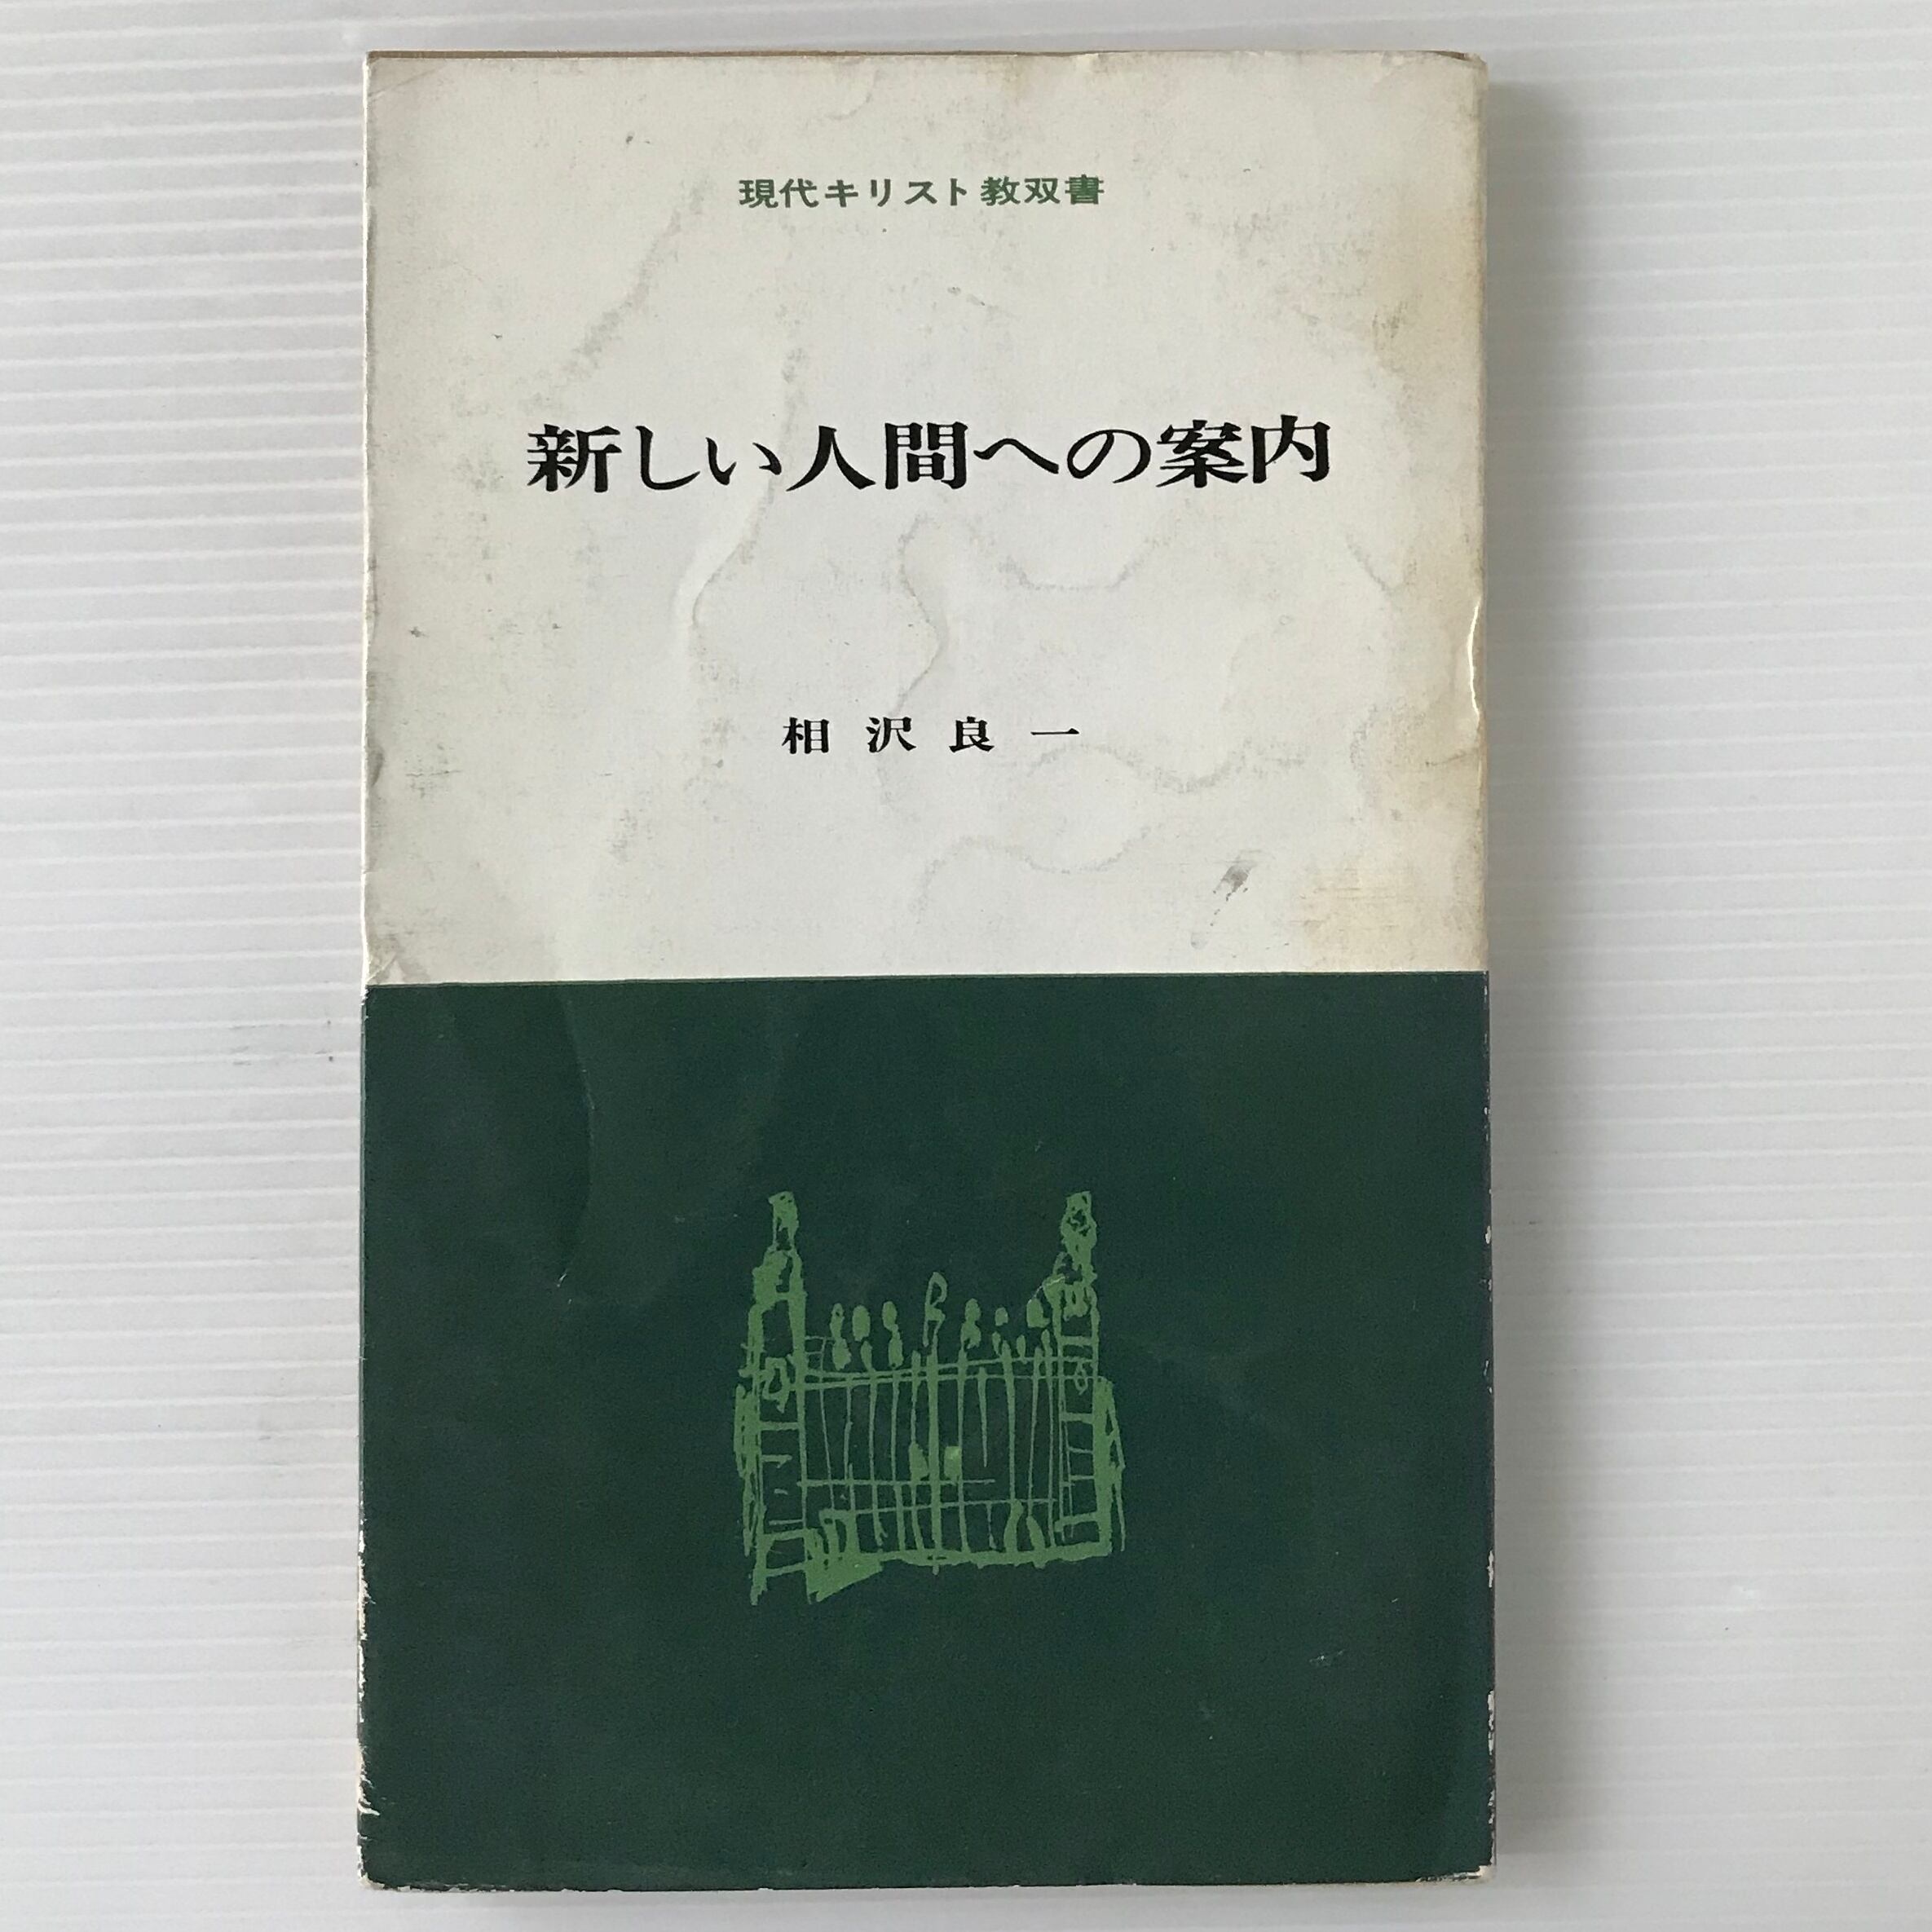 現代キリスト教双書
新しい人間への案内
相沢良一